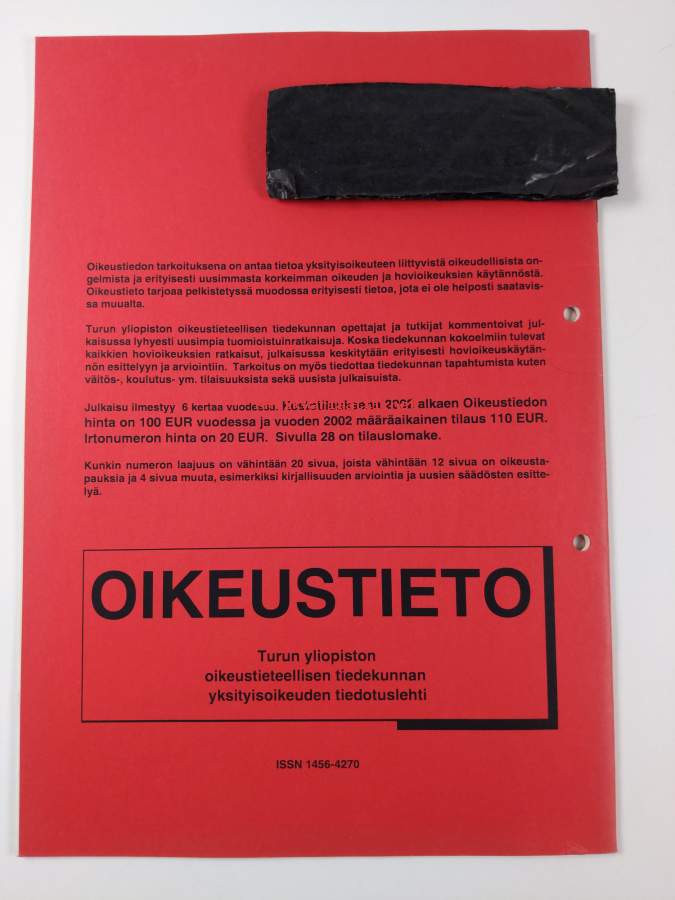 Oikeustiedon tarkoituksena on antaa tietoa yksityisoikeuteen liittyvistä oikeudellisista on-
gelmista ja erityisesti uusimmasta korkeimman oikeuden ja hovioikeuksien käytännöstä.
Oikeustieto tarjoaa pelkistetyssä muodossa erityisesti tietoa, jota ei ole helposti saatavis-
sa muualta.
Turun yliopiston oikeustieteellisen tiedekunnan opettajat ja tutkijat kommentoivat jul-
kaisussa lyhyesti uusimpia tuomioistuinratkaisuja. Koska tiedekunnan kokoelmiin tulevat
kaikkien hovioikeuksien ratkaisut, julkaisussa keskitytään erityisesti hovioikeuskäytän-
nön esittelyyn ja arviointiin. Tarkoitus on myös tiedottaa tiedekunnan tapahtumista kuten
väitös-, koulutus- ym. tilaisuuksista sekä uusista julkaisuista.
Julkaisu ilmestyy 6 kertaa vuodessa. Kestotilauksena 2002 alkaen Oikeustiedon
hinta on 100 EUR vuodessa ja vuoden 2002 määräaikainen tilaus 110 EUR.
Irtonumeron hinta on 20 EUR. Sivulla 28 on tilauslomake.
Kunkin numeron laajuus on vähintään 20 sivua, joista vähintään 12 sivua on oikeusta-
pauksia ja 4 sivua muuta, esimerkiksi kirjallisuuden arviointia ja uusien säädösten esitte-
lyä.
OIKEUSTIETO
Turun yliopiston
oikeustieteellisen tiedekunnan
yksityisoikeuden tiedotuslehti
ISSN 1456-4270